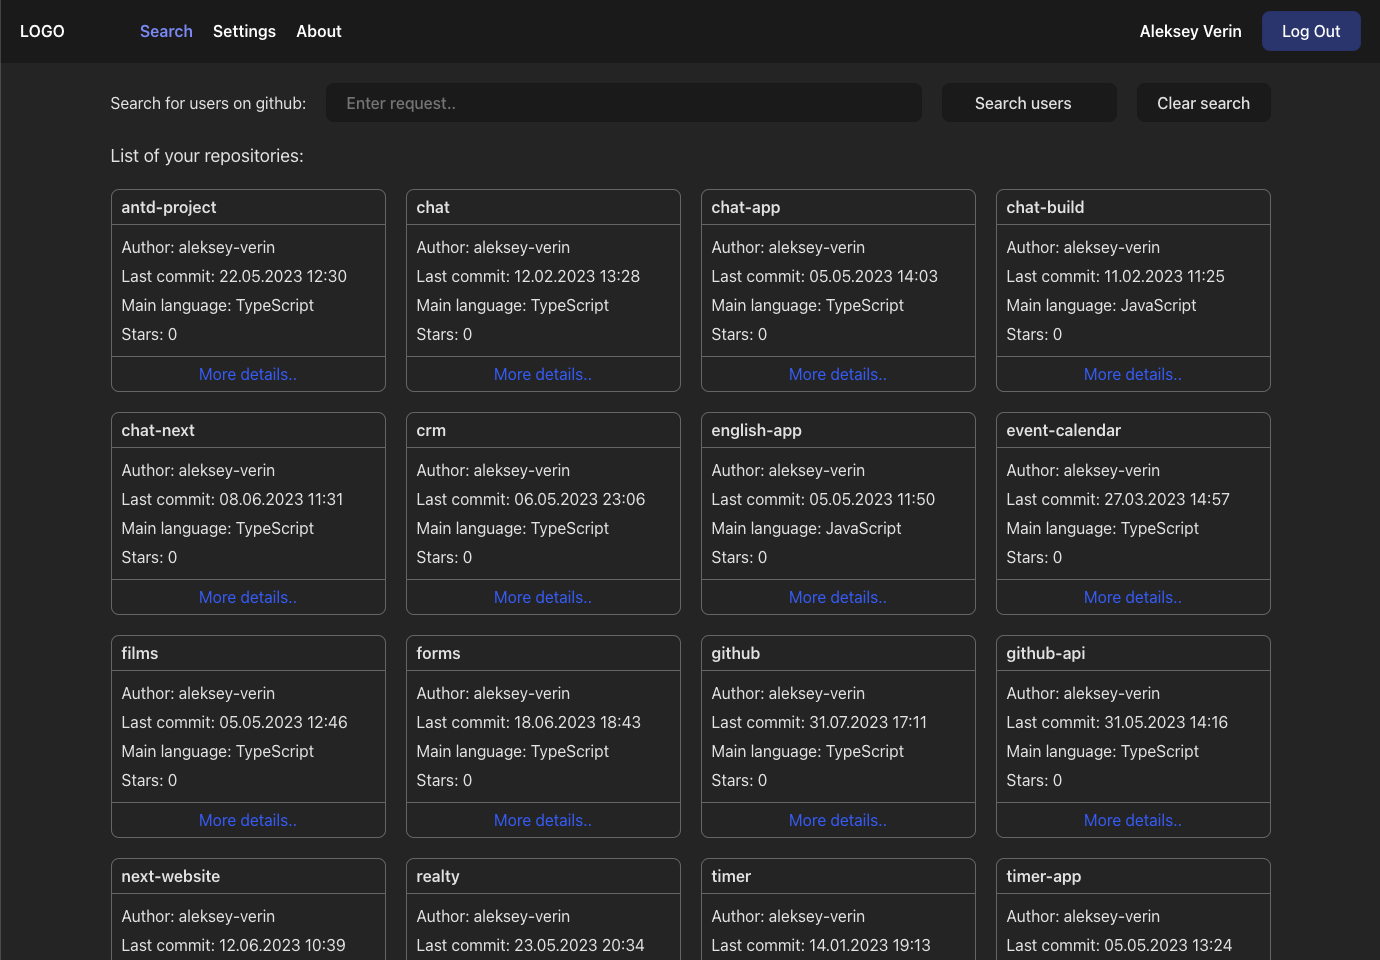 LOGO
Search
Settings
About
Aleksey Verin
Log Out
Search for users on github:
Enter request..
Search users
Clear search
List of your repositories:
antd-project
Author: aleksey-verin
Last commit: 22.05.2023 12:30
Main language: TypeScript
Stars: 0
More details..
chat
Author: aleksey-verin
Last commit: 12.02.2023 13:28
Main language: TypeScript
Stars: 0
More details..
chat-app
Author: aleksey-verin
Last commit: 05.05.2023 14:03
Main language: TypeScript
Stars: 0
More details..
chat-build
Author: aleksey-verin
Last commit: 11.02.2023 11:25
Main language: JavaScript
Stars: 0
More details..
chat-next
Author: aleksey-verin
Last commit: 08.06.2023 11:31
Main language: TypeScript
Stars: 0
More details..
crm
Author: aleksey-verin
Last commit: 06.05.2023 23:06
Main language: TypeScript
Stars: 0
More details..
english-app
Author: aleksey-verin
Last commit: 05.05.2023 11:50
Main language: JavaScript
Stars: 0
More details..
event-calendar
Author: aleksey-verin
Last commit: 27.03.2023 14:57
Main language: TypeScript
Stars: 0
More details..
films
Author: aleksey-verin
Last commit: 05.05.2023 12:46
Main language: TypeScript
Stars: 0
More details..
forms
Author: aleksey-verin
Last commit: 18.06.2023 18:43
Main language: TypeScript
Stars: 0
More details..
github
Author: aleksey-verin
Last commit: 31.07.2023 17:11
Main language: TypeScript
Stars: 0
More details..
github-api
Author: aleksey-verin
Last commit: 31.05.2023 14:16
Main language: TypeScript
Stars: 0
More details..
next-website
Author: aleksey-verin
Last commit: 12.06.2023 10:39
realty
Author: aleksey-verin
Last commit: 23.05.2023 20:34
timer
Author: aleksey-verin
Last commit: 14.01.2023 19:13
timer-app
Author: aleksey-verin
Last commit: 05.05.2023 13:24